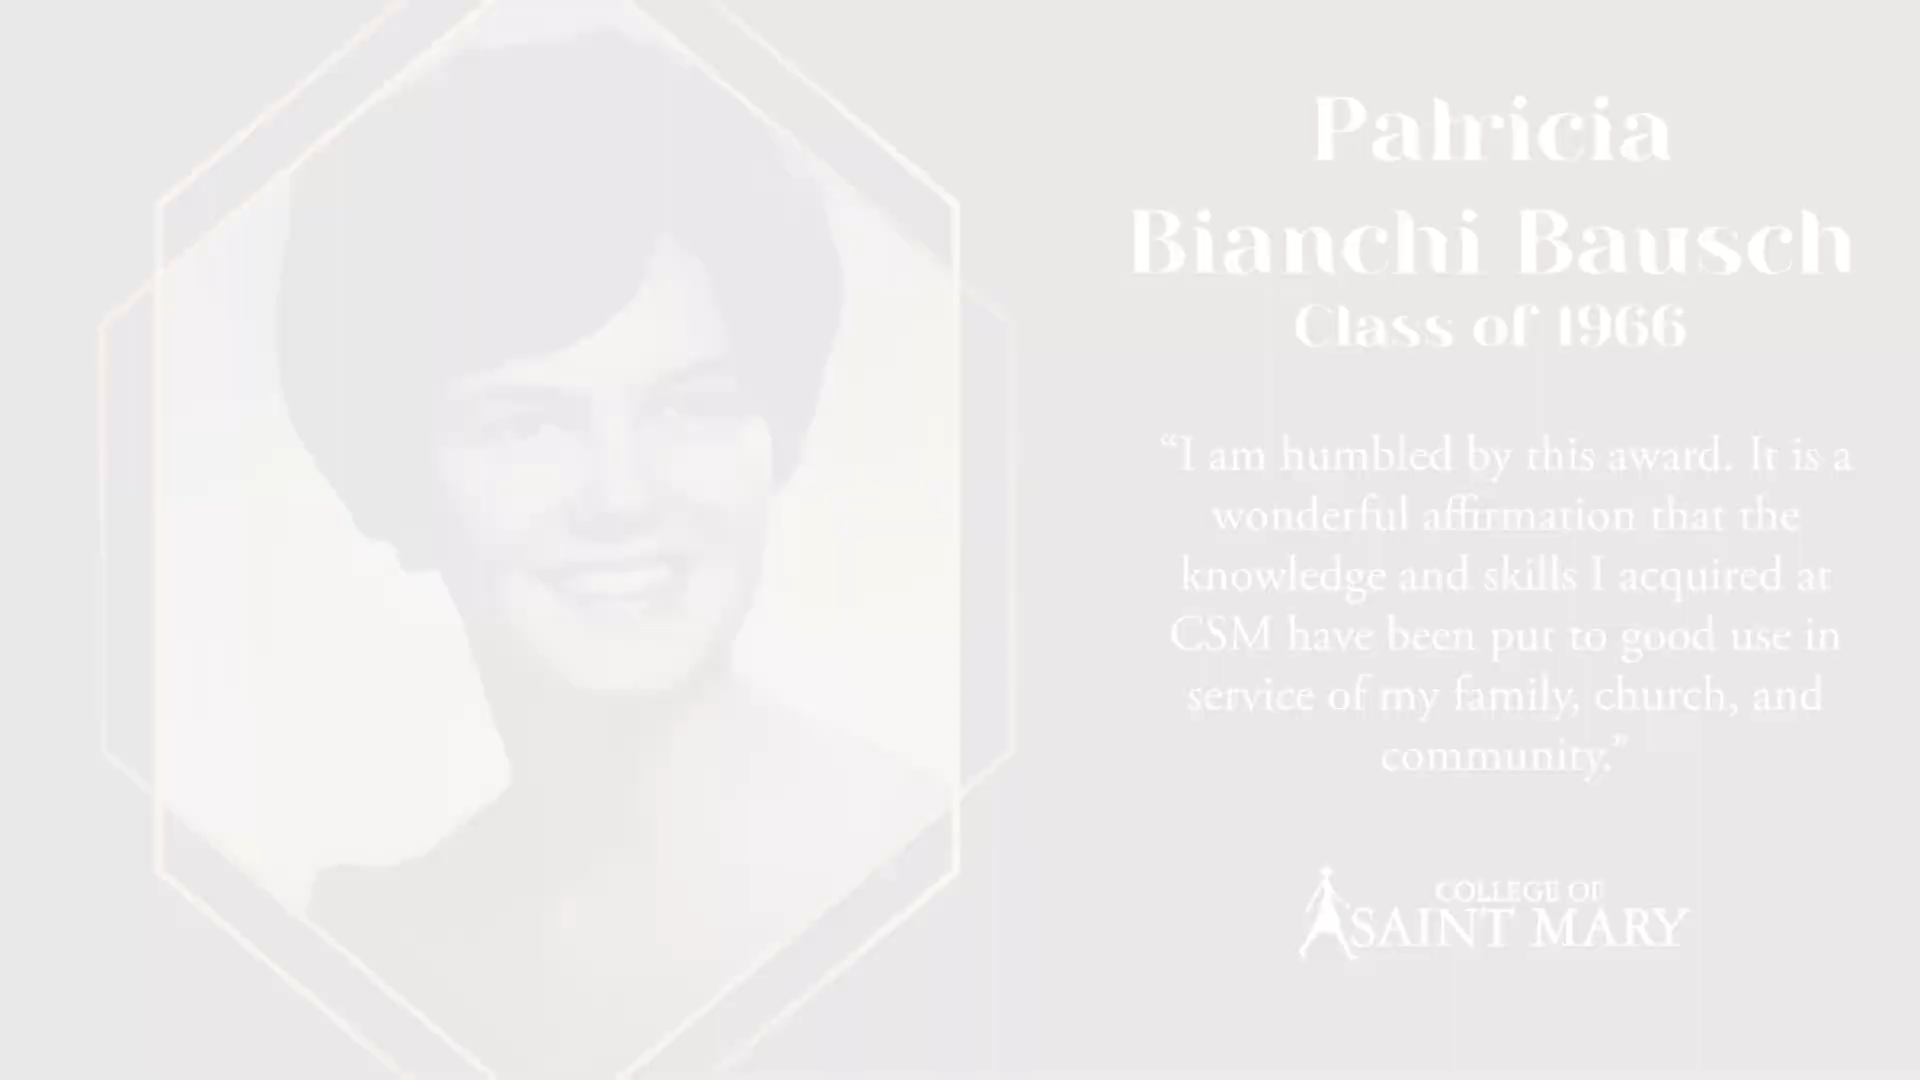 Patricia
Bianchi Bausch
Class of 1966
“I am humbled by this award. It is a
wonderful affirmation that the
knowledge and skills I acquired at
CSM have been put to good use in
service of my family, church, and
community.”
COLLEGE OF
SAINT MARY